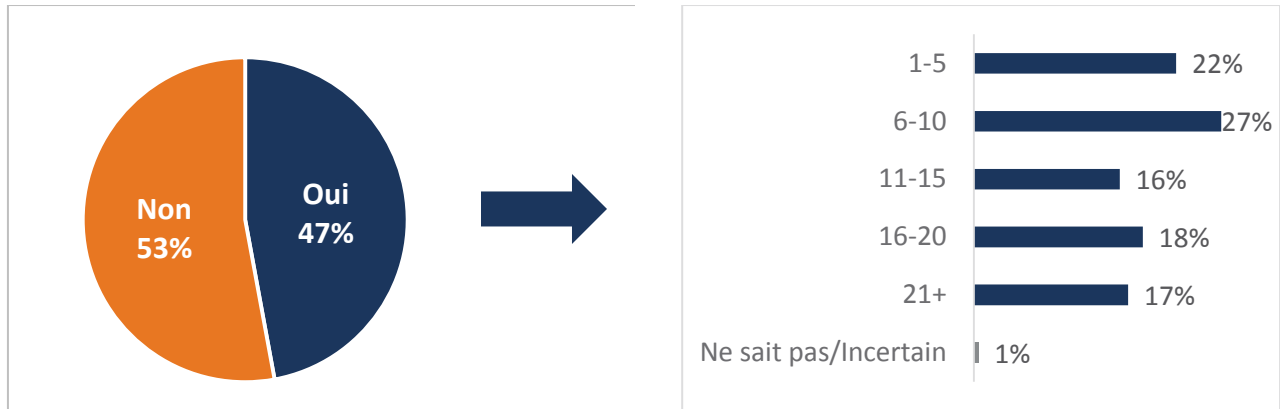 Non
53%
Oui
47%
1-5 22%
6-10 27%
11-15 16%
16-20 18%
21+ 17%
Ne sait pas/Incertain 1%